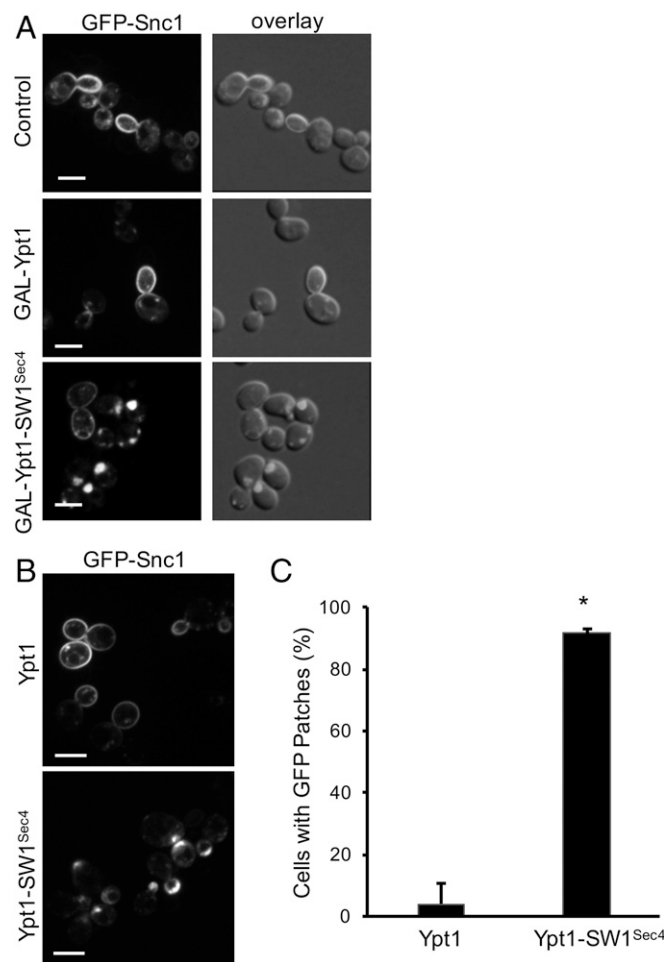 A
GFP-Snc1
overlay
Control
GAL-Ypt1
GAL-Ypt1-SW1Sec4
B
GFP-Snc1
Ypt1
Ypt1-SW1Sec4
C
Cells with GFP Patches (%)
100
80
60
40
20
0
*
Ypt1
Ypt1-SW1Sec4